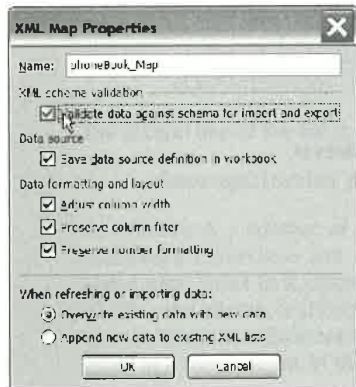 XML Map Properties
Name: phoneBook_Map
XML schema validation
Validate data against schema for import and export
Data source
Save data source definition in workbook
Data formatting and layout
Adjust column width
Preserve column filter
Preserve number formatting
When refreshing or importing data:
Overwrite existing data with new data
Append new data to existing XML lists
OK Cancel